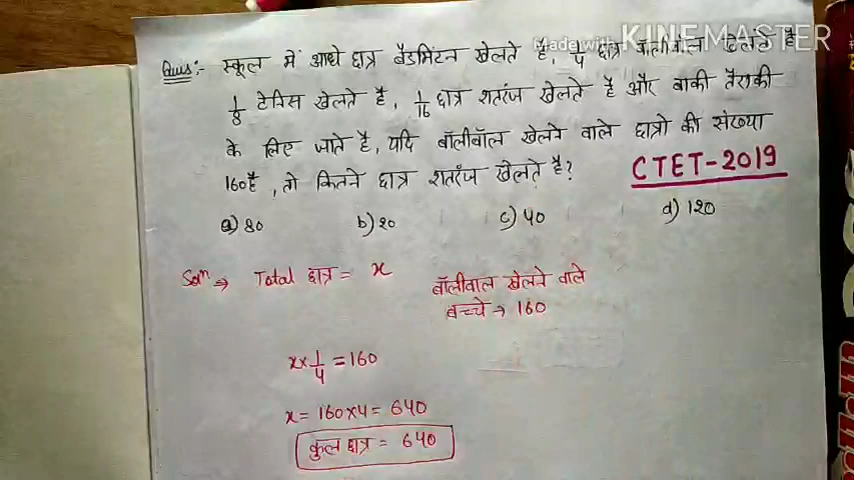 Made with KINEMASTER
Ques:- स्कूल में आधे छात्र बैडमिंटन खेलते है, 1/4 छात्र वॉलीबॉल खेलते है
1/8 टेनिस खेलते है, 1/16 छात्र शतरंज खेलते है और बाकी तैराकी
के लिए जाते है, यदि बॉलीबॉल खेलने वाले छात्रो की संख्या
160 है, तो कितने छात्र शतरंज खेलते है?
CTET-2019
a) 80 b) 20 c) 40 d) 120
Soln ⇒ Total छात्र = x
बॉलीवाल खेलने वाले
बच्चे → 160
x × 1/4 = 160
x = 160×4 = 640
कुल छात्र = 640